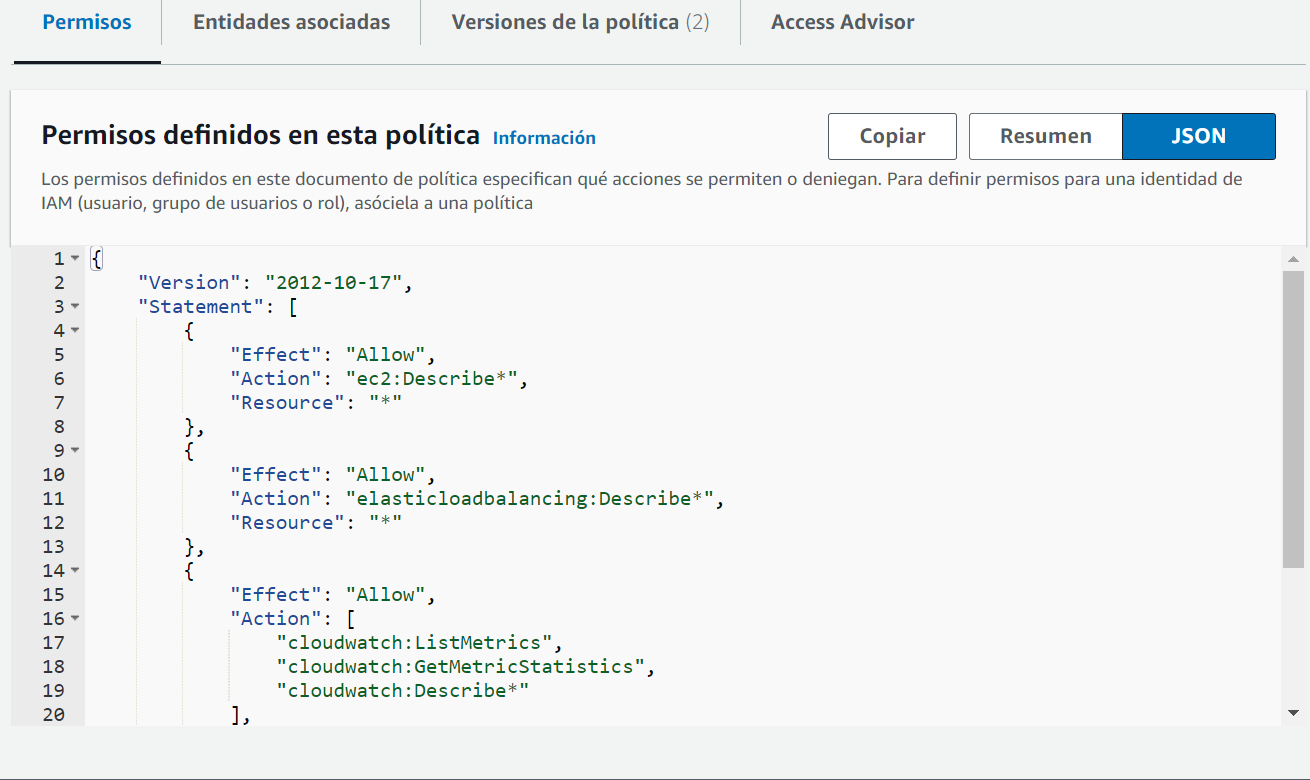 Permisos Entidades asociadas Versiones de la política (2) Access Advisor
Permisos definidos en esta política Información Copiar Resumen JSON
Los permisos definidos en este documento de política especifican qué acciones se permiten o deniegan. Para definir permisos para una identidad de
IAM (usuario, grupo de usuarios o rol), asóciela a una política
1 {
2     "Version": "2012-10-17",
3     "Statement": [
4         {
5             "Effect": "Allow",
6             "Action": "ec2:Describe*",
7             "Resource": "*"
8         },
9         {
10             "Effect": "Allow",
11             "Action": "elasticloadbalancing:Describe*",
12             "Resource": "*"
13         },
14         {
15             "Effect": "Allow",
16             "Action": [
17                 "cloudwatch:ListMetrics",
18                 "cloudwatch:GetMetricStatistics",
19                 "cloudwatch:Describe*"
20             ],